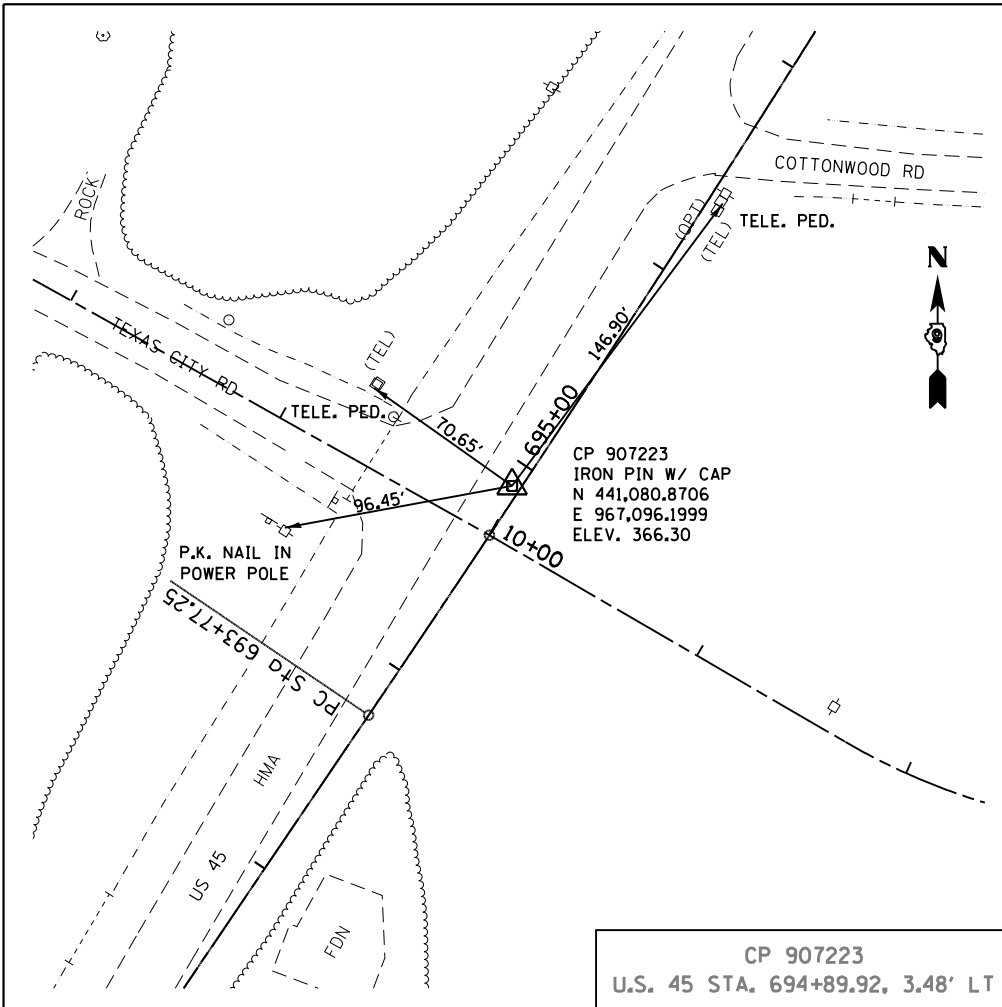 COTTONWOOD RD
ROCK
(OPT)
(TEL)
TELE. PED.
N
9
TEXAS CITY RD
(TEL)
TELE. PED.
146.90'
70.65'
695+00
96.45'
CP 907223
IRON PIN W/ CAP
N 441,080.8706
E 967,096.1999
ELEV. 366.30
10+00
P.K. NAIL IN
POWER POLE
PC Sta 693+77.25
HMA
US 45
FDN
CP 907223
U.S. 45 STA. 694+89.92, 3.48' LT